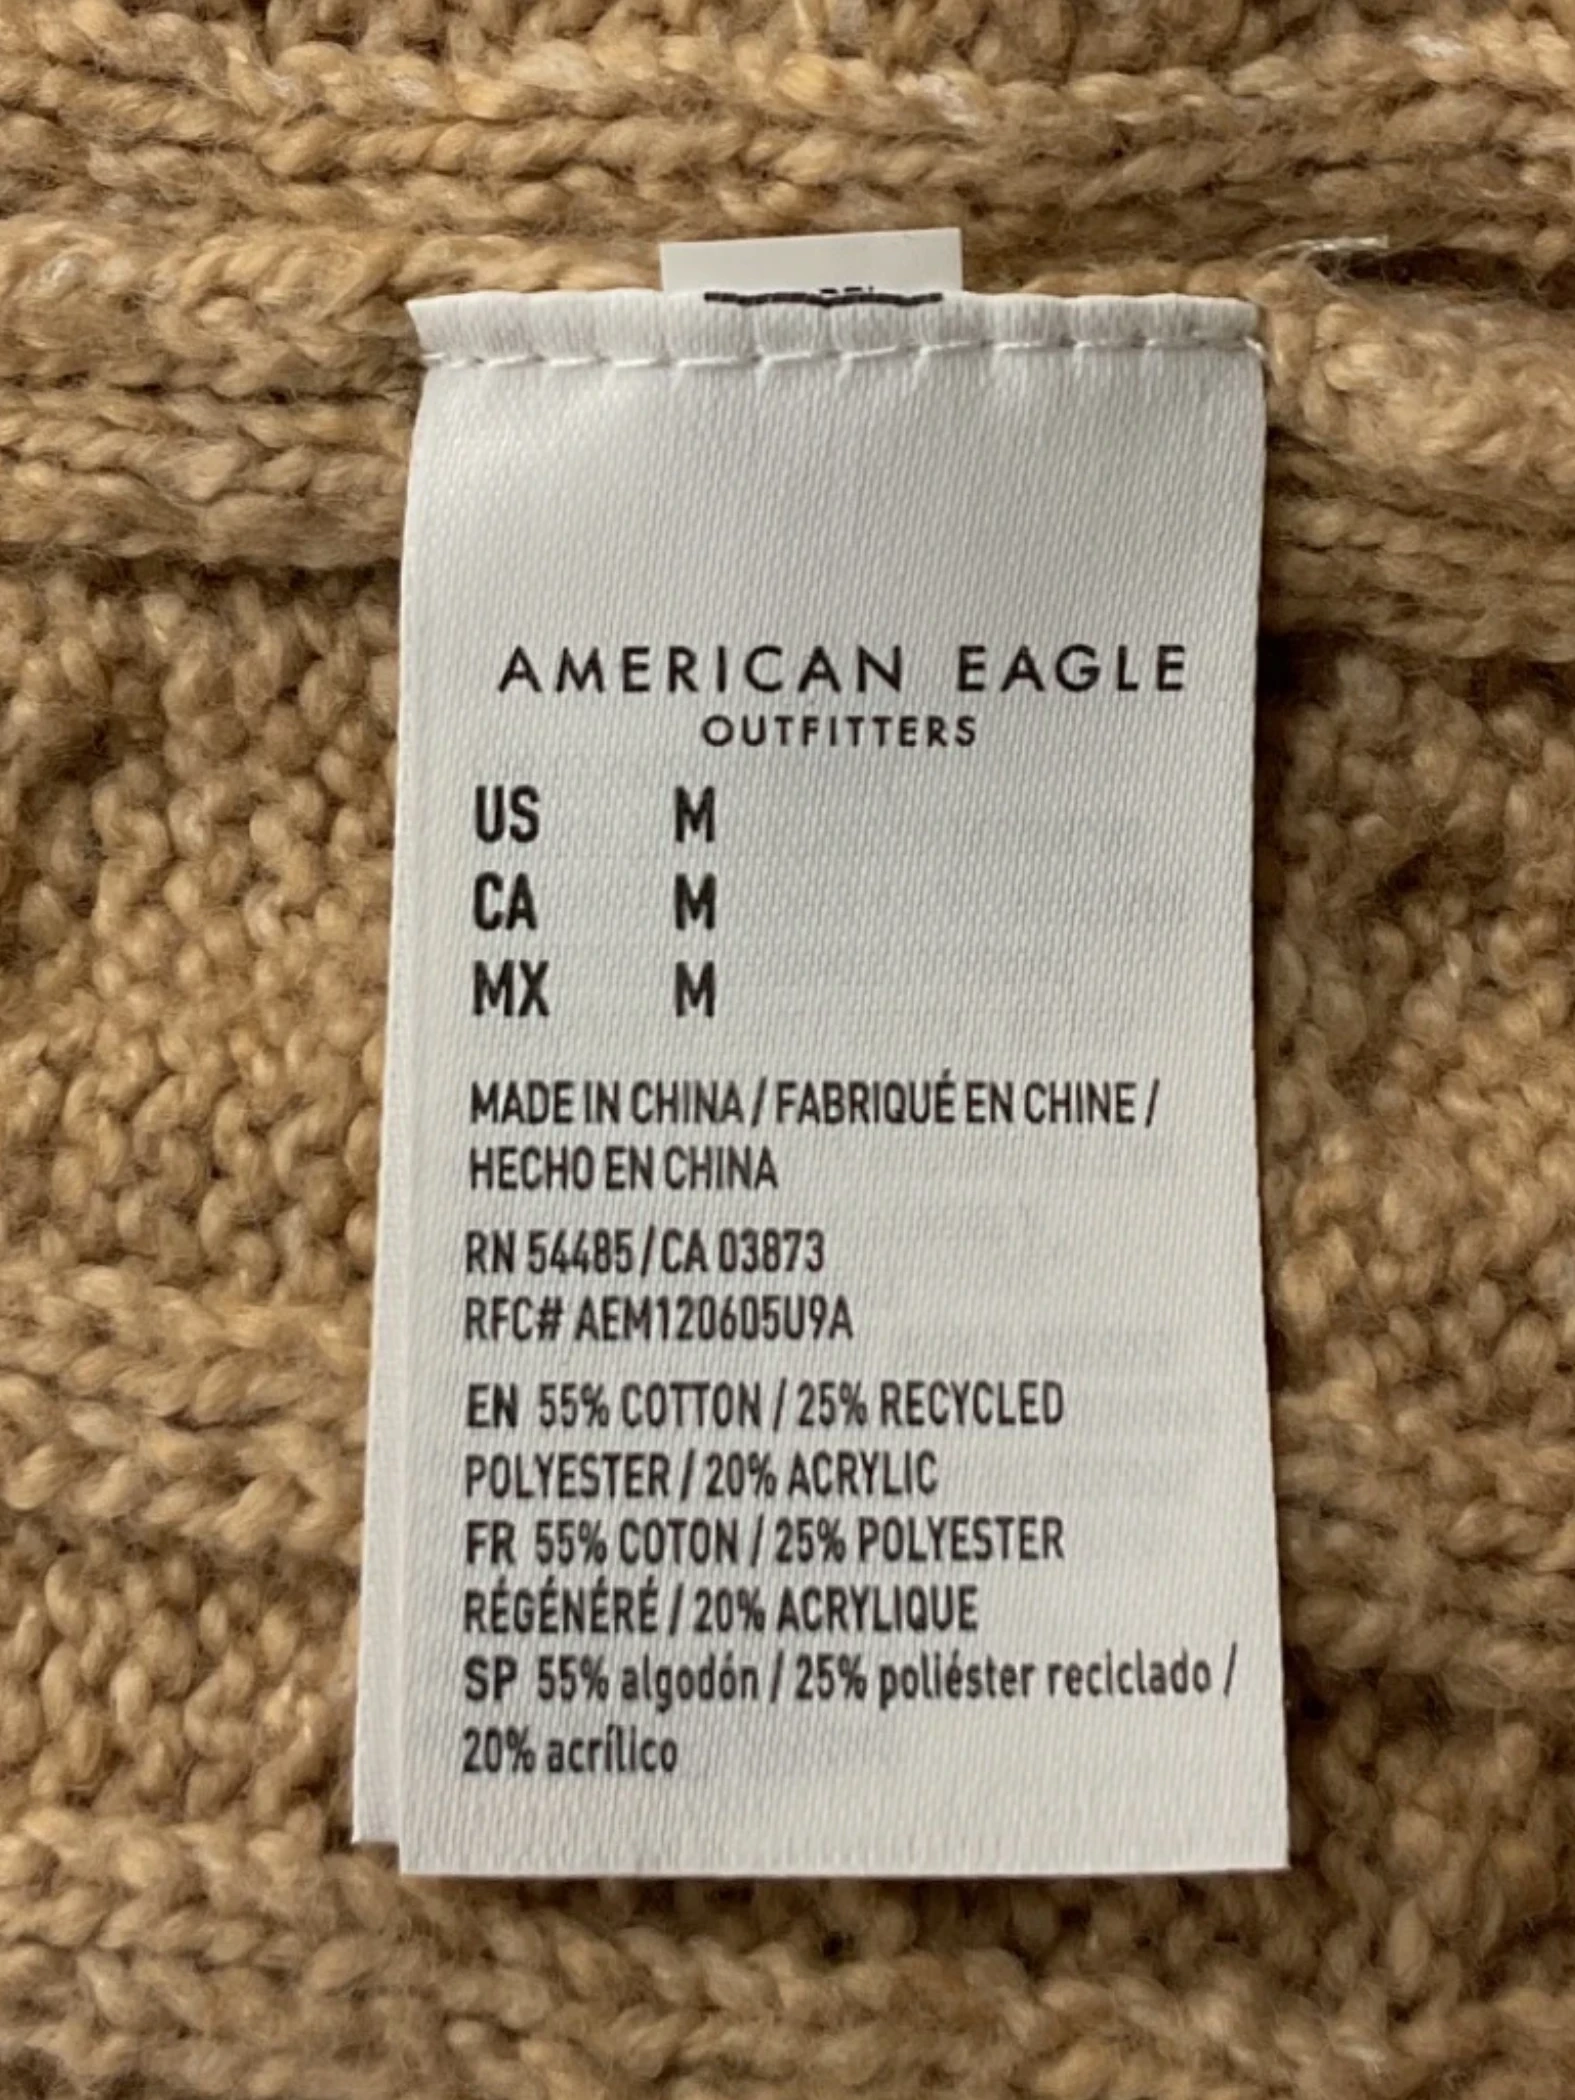 AMERICAN EAGLE
OUTFITTERS
US M
CA M
MX M
MADE IN CHINA / FABRIQUÉ EN CHINE /
HECHO EN CHINA
RN 54485 / CA 03873
RFC# AEM120605U9A
EN 55% COTTON / 25% RECYCLED
POLYESTER / 20% ACRYLIC
FR 55% COTON / 25% POLYESTER
RÉGÉNÉRÉ / 20% ACRYLIQUE
SP 55% algodón / 25% poliéster reciclado /
20% acrílico